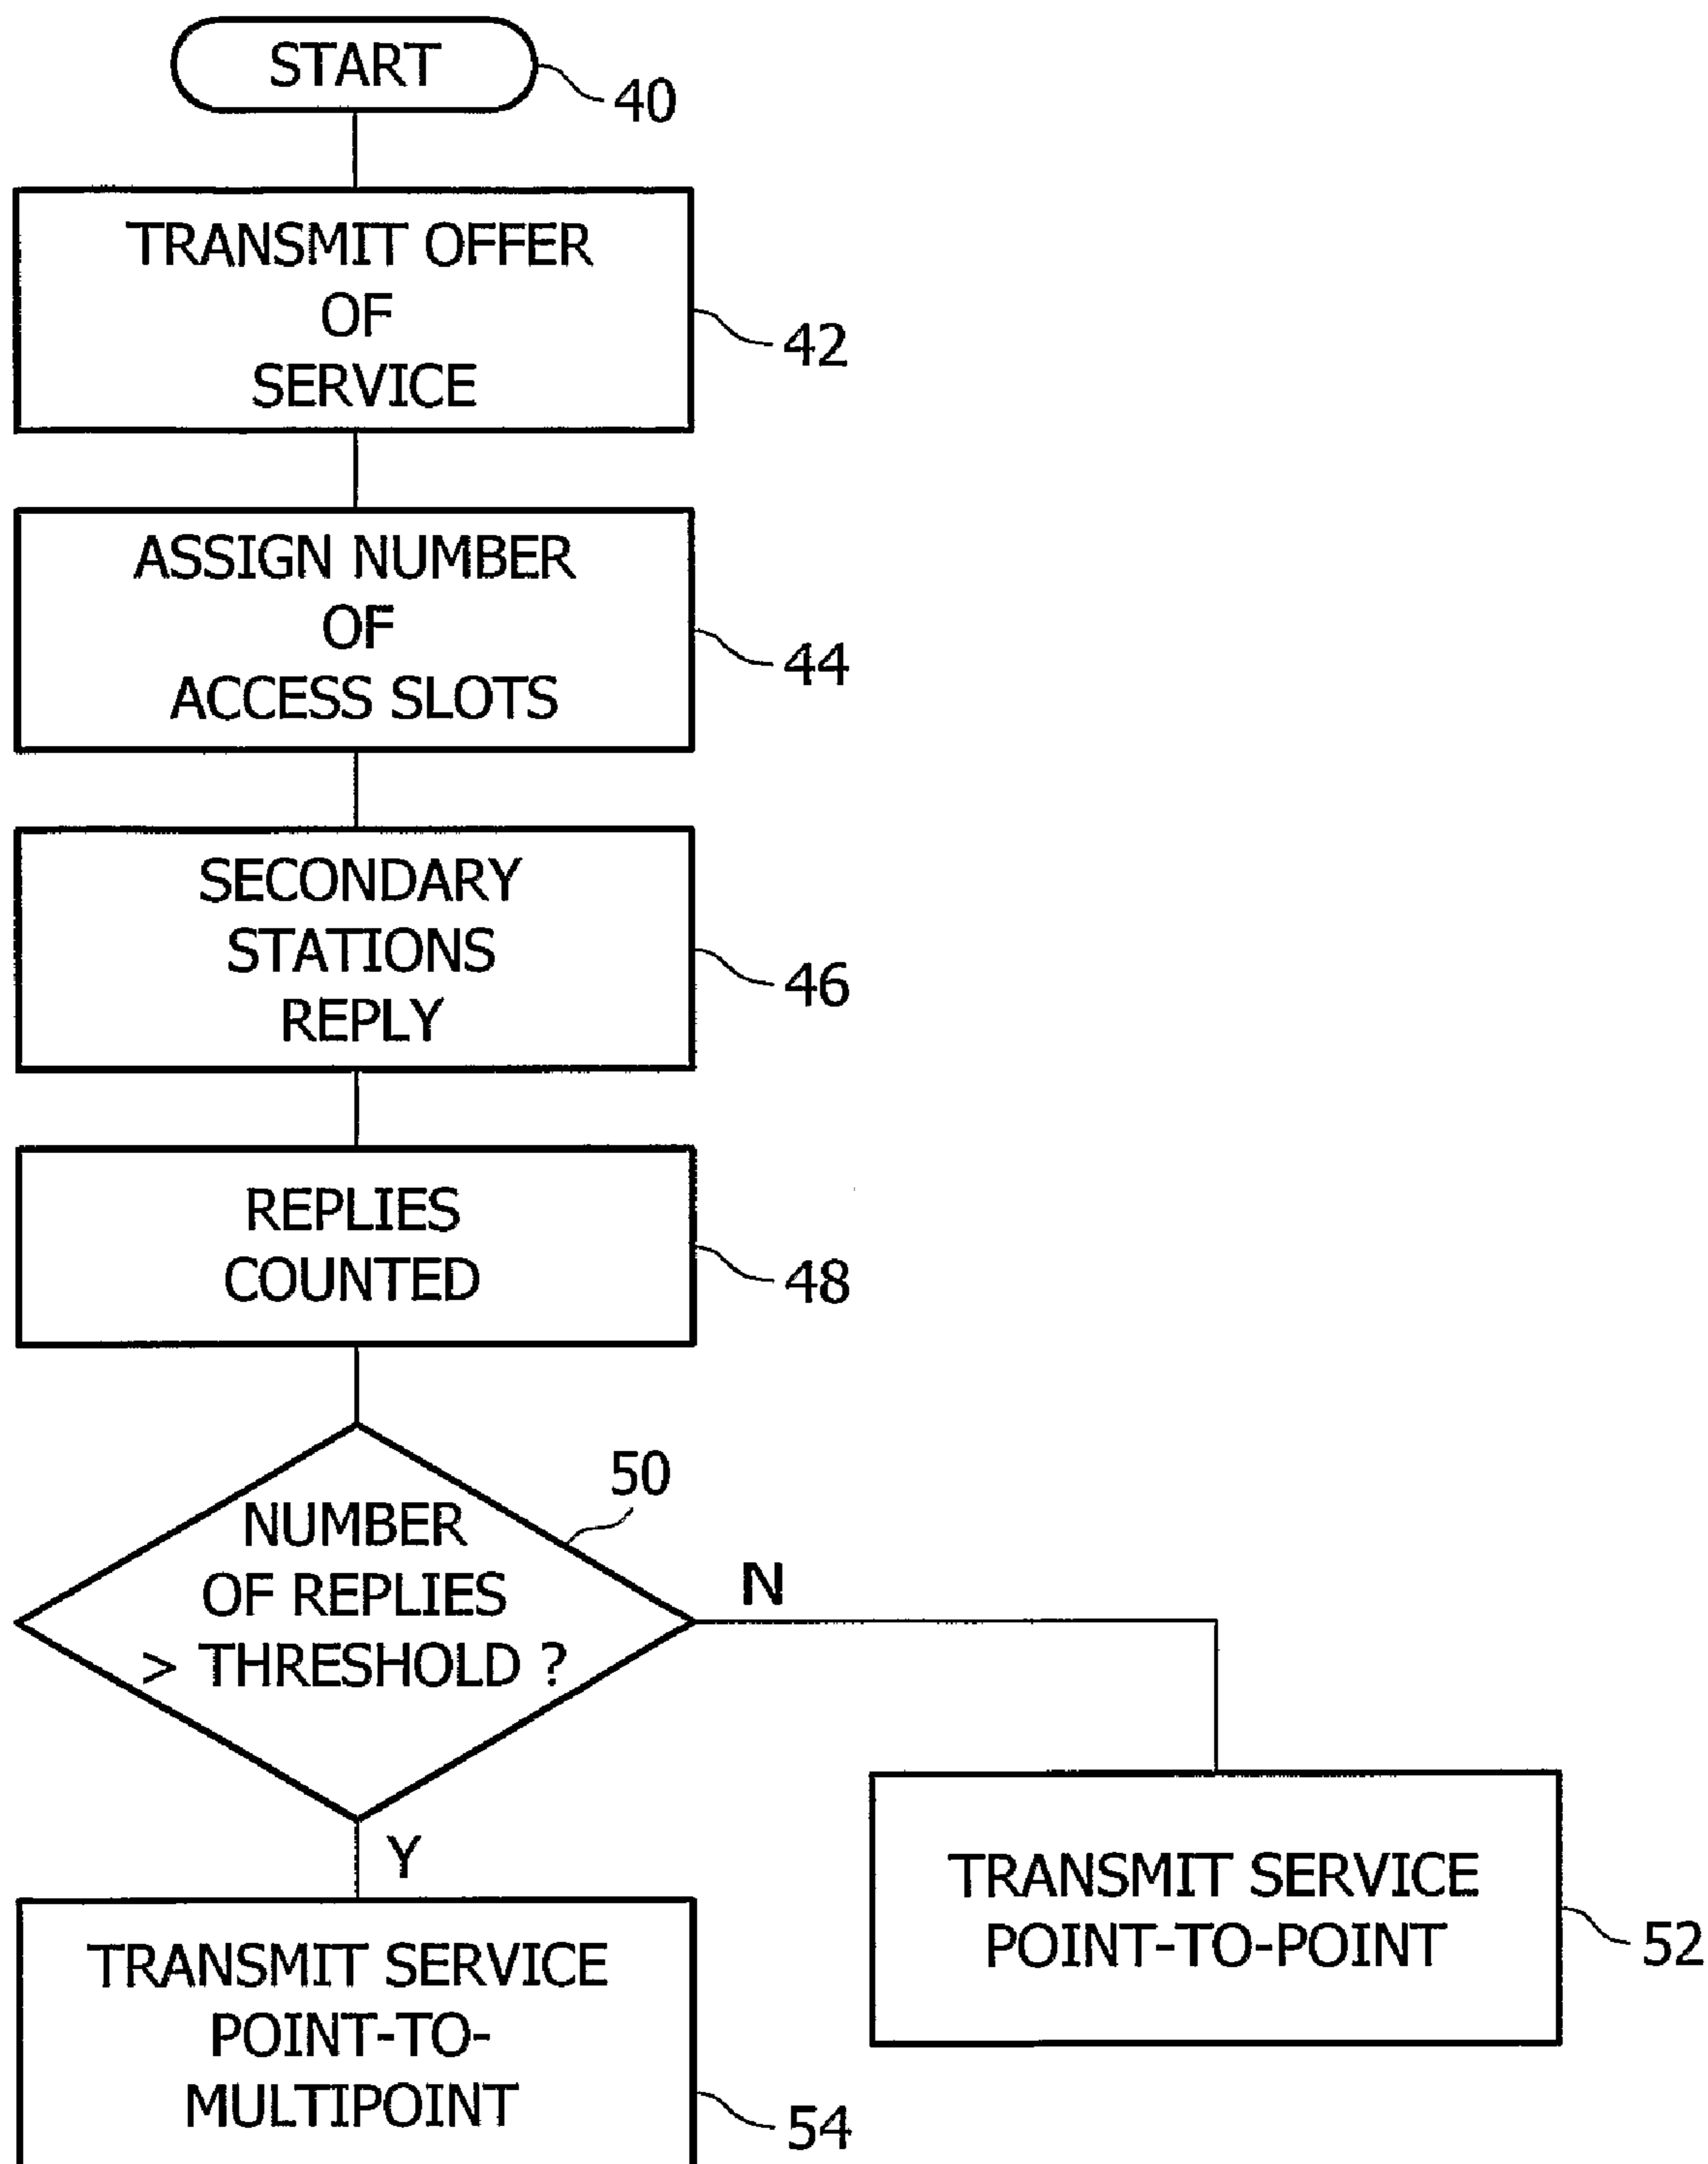 START
40
TRANSMIT OFFER
OF
SERVICE
42
ASSIGN NUMBER
OF
ACCESS SLOTS
44
SECONDARY
STATIONS
REPLY
46
REPLIES
COUNTED
48
50
NUMBER
OF REPLIES
> THRESHOLD ?
N
Y
TRANSMIT SERVICE
POINT-TO-POINT
52
TRANSMIT SERVICE
POINT-TO-
MULTIPOINT
54